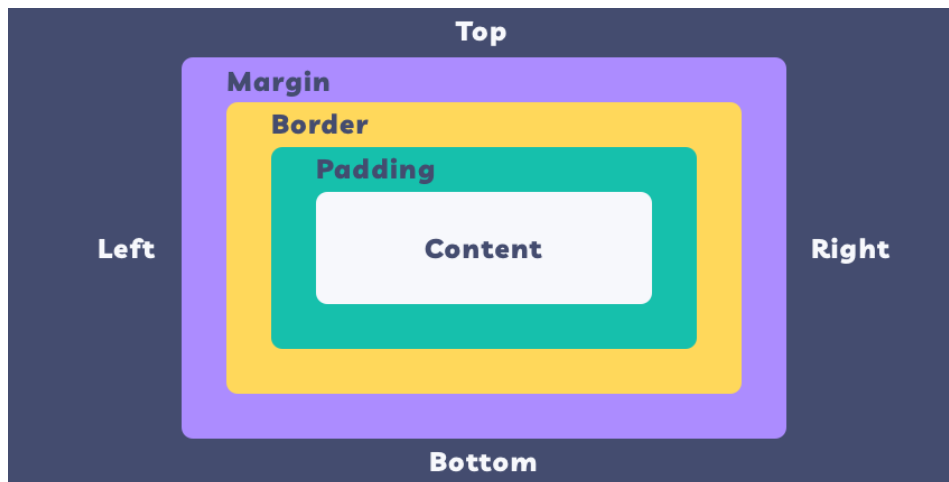 Top
Margin
Border
Padding
Left
Content
Right
Bottom